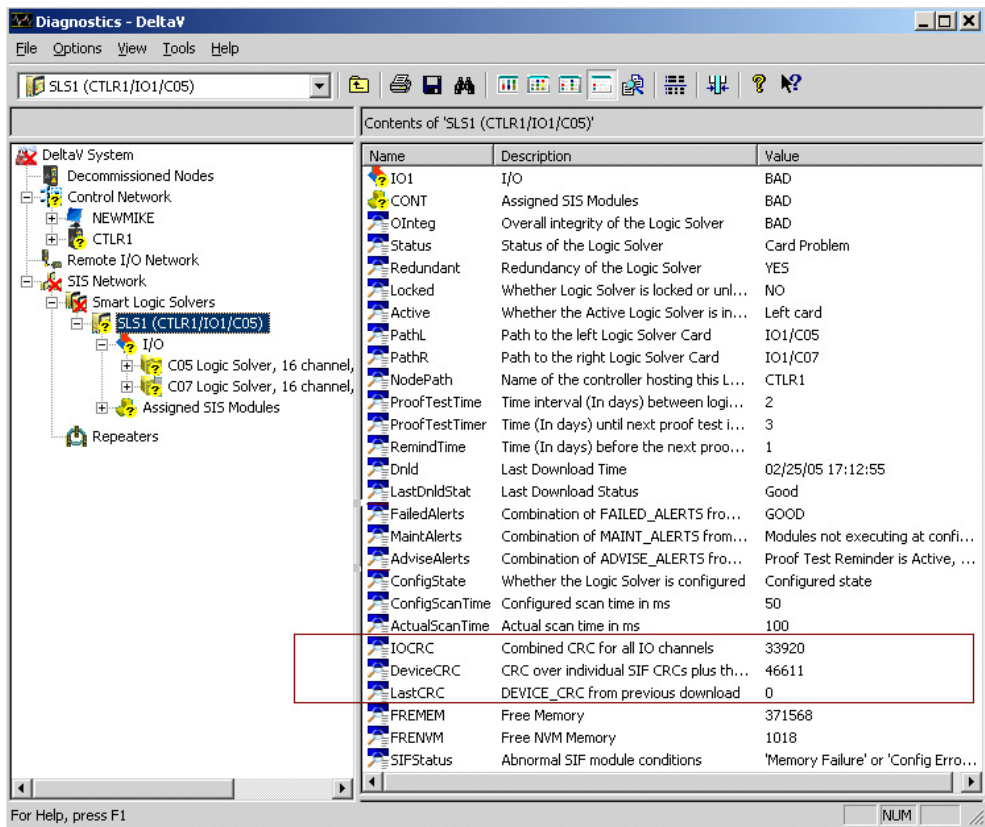 Diagnostics - DeltaV
File Options View Tools Help
SLS1 (CTLR1/IO1/C05)
Contents of 'SLS1 (CTLR1/IO1/C05)'
DeltaV System
Decommissioned Nodes
Control Network
NEWMIKE
CTLR1
Remote I/O Network
SIS Network
Smart Logic Solvers
SLS1 (CTLR1/IO1/C05)
I/O
C05 Logic Solver, 16 channel,
C07 Logic Solver, 16 channel,
Assigned SIS Modules
Repeaters
Name Description Value
IO1 I/O BAD
CONT Assigned SIS Modules BAD
OInteg Overall integrity of the Logic Solver BAD
Status Status of the Logic Solver Card Problem
Redundant Redundancy of the Logic Solver YES
Locked Whether Logic Solver is locked or unl... NO
Active Whether the Active Logic Solver is in... Left card
PathL Path to the left Logic Solver Card IO1/C05
PathR Path to the right Logic Solver Card IO1/C07
NodePath Name of the controller hosting this L... CTLR1
ProofTestTime Time interval (In days) between logi... 2
ProofTestTimer Time (In days) until next proof test i... 3
RemindTime Time (In days) before the next proo... 1
Dnld Last Download Time 02/25/05 17:12:55
LastDnldStat Last Download Status Good
FailedAlerts Combination of FAILED_ALERTS fro... GOOD
MaintAlerts Combination of MAINT_ALERTS from... Modules not executing at confi...
AdviseAlerts Combination of ADVISE_ALERTS fro... Proof Test Reminder is Active, ...
ConfigState Whether the Logic Solver is configured Configured state
ConfigScanTime Configured scan time in ms 50
ActualScanTime Actual scan time in ms 100
IOCRC Combined CRC for all IO channels 33920
DeviceCRC CRC over individual SIF CRCs plus th... 46611
LastCRC DEVICE_CRC from previous download 0
FREMEM Free Memory 371568
FRENVM Free NVM Memory 1018
SIFStatus Abnormal SIF module conditions 'Memory Failure' or 'Config Erro...
For Help, press F1
NUM